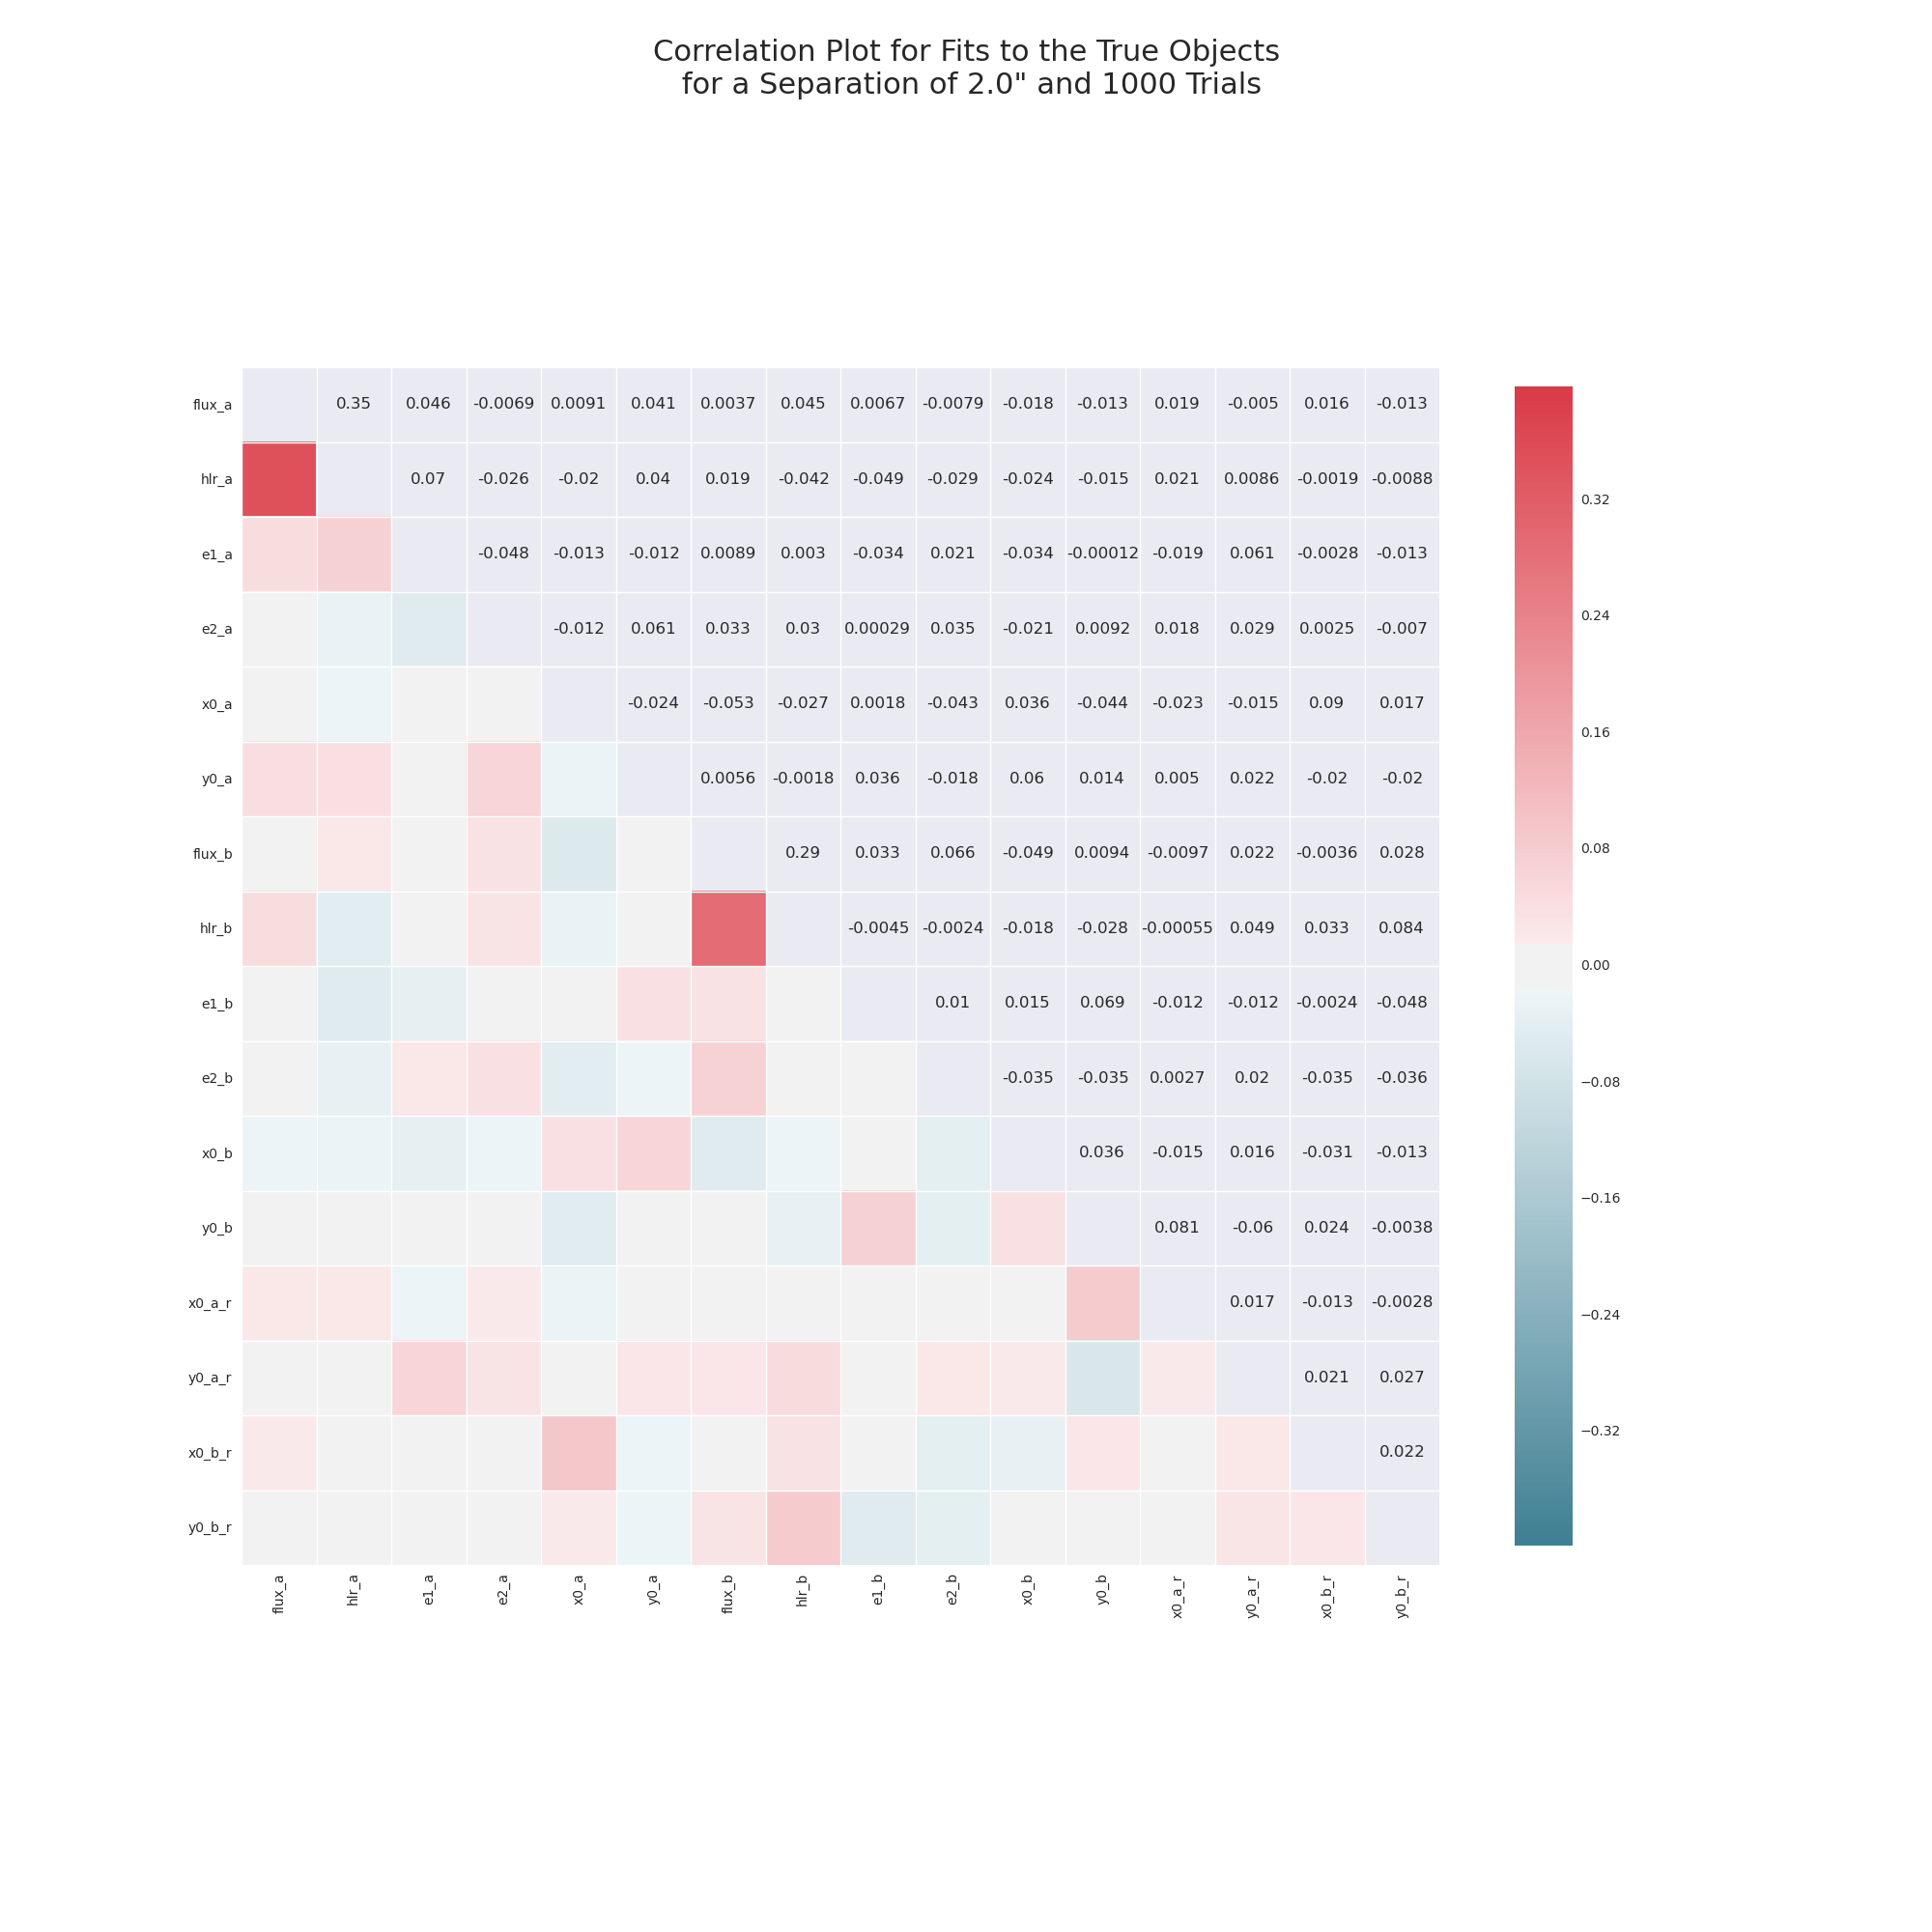 Correlation Plot for Fits to the True Objects
for a Separation of 2.0" and 1000 Trials
flux_a 0.35 0.046 -0.0069 0.0091 0.041 0.0037 0.045 0.0067 -0.0079 -0.018 -0.013 0.019 -0.005 0.016 -0.013
hlr_a 0.07 -0.026 -0.02 0.04 0.019 -0.042 -0.049 -0.029 -0.024 -0.015 0.021 0.0086 -0.0019 -0.0088
e1_a -0.048 -0.013 -0.012 0.0089 0.003 -0.034 0.021 -0.034 -0.00012 -0.019 0.061 -0.0028 -0.013
e2_a -0.012 0.061 0.033 0.03 0.00029 0.035 -0.021 0.0092 0.018 0.029 0.0025 -0.007
x0_a -0.024 -0.053 -0.027 0.0018 -0.043 0.036 -0.044 -0.023 -0.015 0.09 0.017
y0_a 0.0056 -0.0018 0.036 -0.018 0.06 0.014 0.005 0.022 -0.02 -0.02
flux_b 0.29 0.033 0.066 -0.049 0.0094 -0.0097 0.022 -0.0036 0.028
hlr_b -0.0045 -0.0024 -0.018 -0.028 -0.00055 0.049 0.033 0.084
e1_b 0.01 0.015 0.069 -0.012 -0.012 -0.0024 -0.048
e2_b -0.035 -0.035 0.0027 0.02 -0.035 -0.036
x0_b 0.036 -0.015 0.016 -0.031 -0.013
y0_b 0.081 -0.06 0.024 -0.0038
x0_a_r 0.017 -0.013 -0.0028
y0_a_r 0.021 0.027
x0_b_r 0.022
y0_b_r
flux_a hlr_a e1_a e2_a x0_a y0_a flux_b hlr_b e1_b e2_b x0_b y0_b x0_a_r y0_a_r x0_b_r y0_b_r
0.32
0.24
0.16
0.08
0.00
−0.08
−0.16
−0.24
−0.32